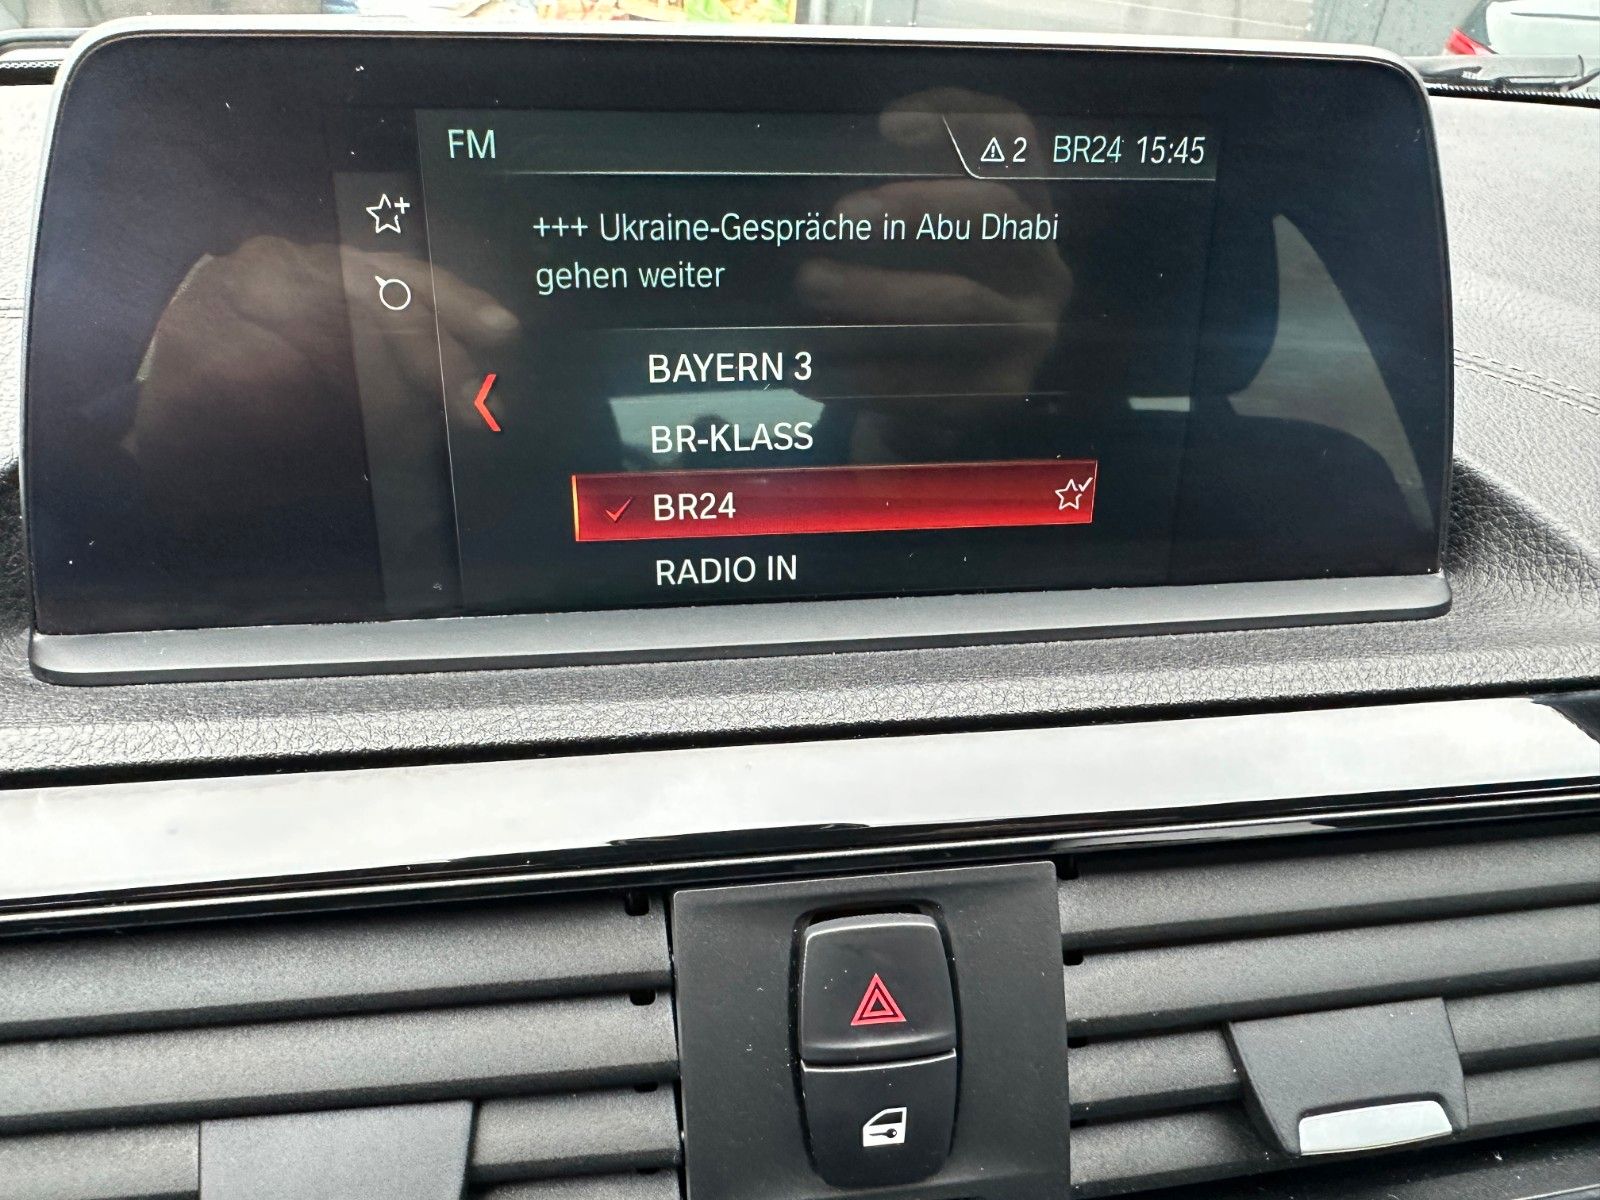 FM
2 BR24 15:45
+++ Ukraine-Gespräche in Abu Dhabi
gehen weiter
BAYERN 3
BR-KLASS
BR24
RADIO IN